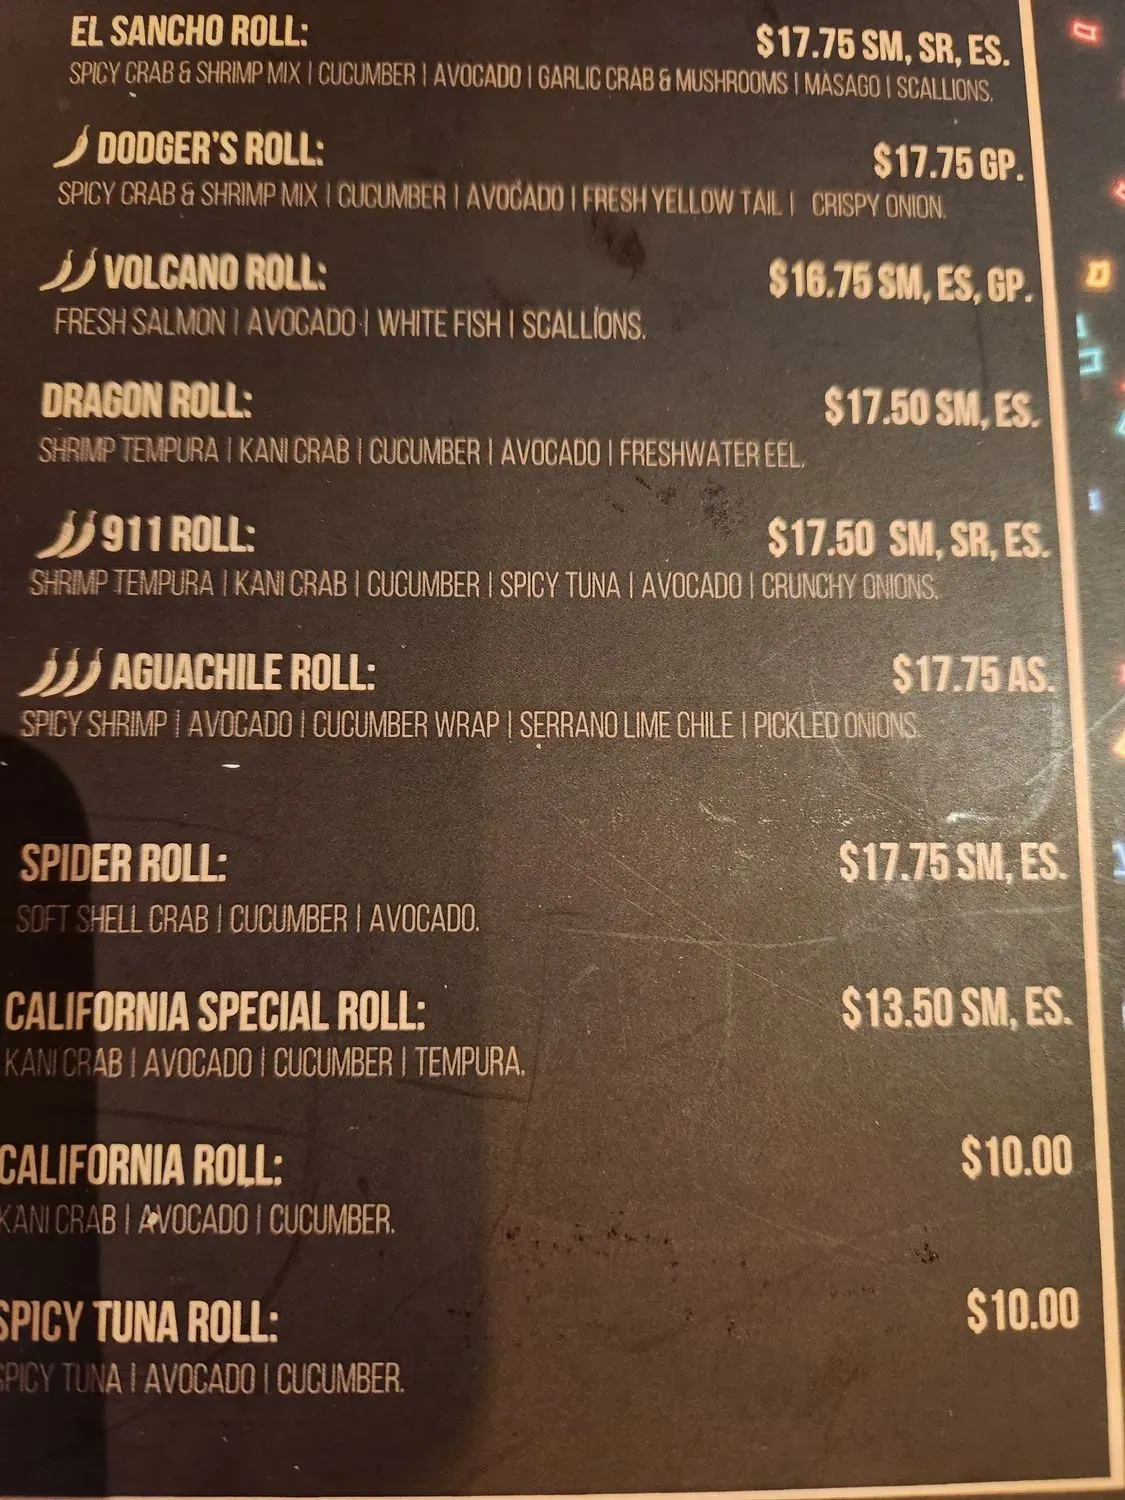 EL SANCHO ROLL: $17.75 SM, SR, ES.
SPICY CRAB & SHRIMP MIX | CUCUMBER | AVOCADO | GARLIC CRAB & MUSHROOMS | MASAGO | SCALLIONS.
DODGER'S ROLL: $17.75 GP.
SPICY CRAB & SHRIMP MIX | CUCUMBER | AVOCADO | FRESH YELLOW TAIL | CRISPY ONION.
VOLCANO ROLL: $16.75 SM, ES, GP.
FRESH SALMON | AVOCADO | WHITE FISH | SCALLIONS.
DRAGON ROLL: $17.50 SM, ES.
SHRIMP TEMPURA | KANI CRAB | CUCUMBER | AVOCADO | FRESHWATER EEL.
911 ROLL: $17.50 SM, SR, ES.
SHRIMP TEMPURA | KANI CRAB | CUCUMBER | SPICY TUNA | AVOCADO | CRUNCHY ONIONS.
AGUACHILE ROLL: $17.75 AS.
SPICY SHRIMP | AVOCADO | CUCUMBER WRAP | SERRANO LIME CHILE | PICKLED ONIONS.
SPIDER ROLL: $17.75 SM, ES.
SOFT SHELL CRAB | CUCUMBER | AVOCADO.
CALIFORNIA SPECIAL ROLL: $13.50 SM, ES.
KANI CRAB | AVOCADO | CUCUMBER | TEMPURA.
CALIFORNIA ROLL: $10.00
KANI CRAB | AVOCADO | CUCUMBER.
SPICY TUNA ROLL: $10.00
SPICY TUNA | AVOCADO | CUCUMBER.